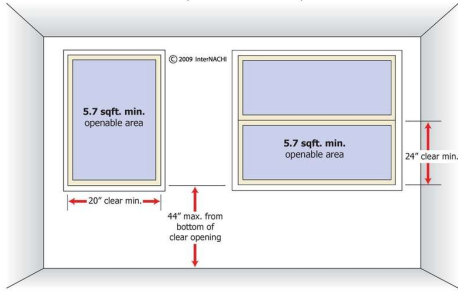 © 2009 InterNACHI
5.7 sqft. min.
openable area
5.7 sqft. min.
openable area
24" clear min.
20" clear min.
44" max. from
bottom of
clear opening